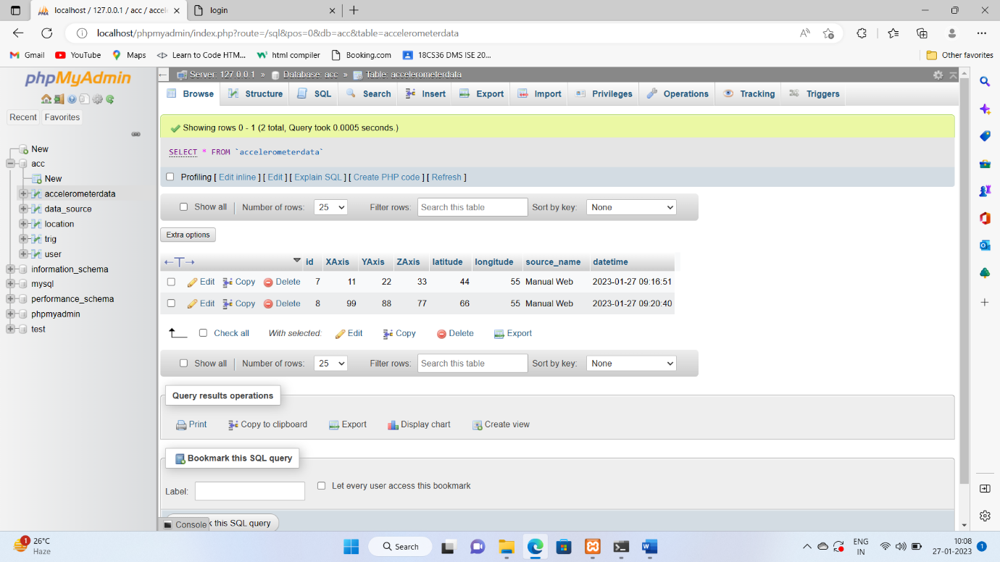 localhost / 127.0.0.1 / acc / accel
login
localhost/phpmyadmin/index.php?route=/sql&pos=0&db=acc&table=accelerometerdata
Gmail YouTube Maps Learn to Code HTM... html compiler Booking.com 18CS36 DMS ISE 20... Other favorites
phpMyAdmin
Recent Favorites
New
acc
New
accelerometerdata
data_source
location
trig
user
information_schema
mysql
performance_schema
phpmyadmin
test
Server: 127.0.0.1 » Database: acc » Table: accelerometerdata
Browse Structure SQL Search Insert Export Import Privileges Operations Tracking Triggers
Showing rows 0 - 1 (2 total, Query took 0.0005 seconds.)
SELECT * FROM `accelerometerdata`
Profiling [ Edit inline ] [ Edit ] [ Explain SQL ] [ Create PHP code ] [ Refresh ]
Show all Number of rows: 25 Filter rows: Search this table Sort by key: None
Extra options
←T→ id XAxis YAxis ZAxis latitude longitude source_name datetime
Edit Copy Delete 7 11 22 33 44 55 Manual Web 2023-01-27 09:16:51
Edit Copy Delete 8 99 88 77 66 55 Manual Web 2023-01-27 09:20:40
Check all With selected: Edit Copy Delete Export
Show all Number of rows: 25 Filter rows: Search this table Sort by key: None
Query results operations
Print Copy to clipboard Export Display chart Create view
Bookmark this SQL query
Label: Let every user access this bookmark
Console k this SQL query
1 26°C
Haze
Search
ENG
IN
10:08
27-01-2023
1